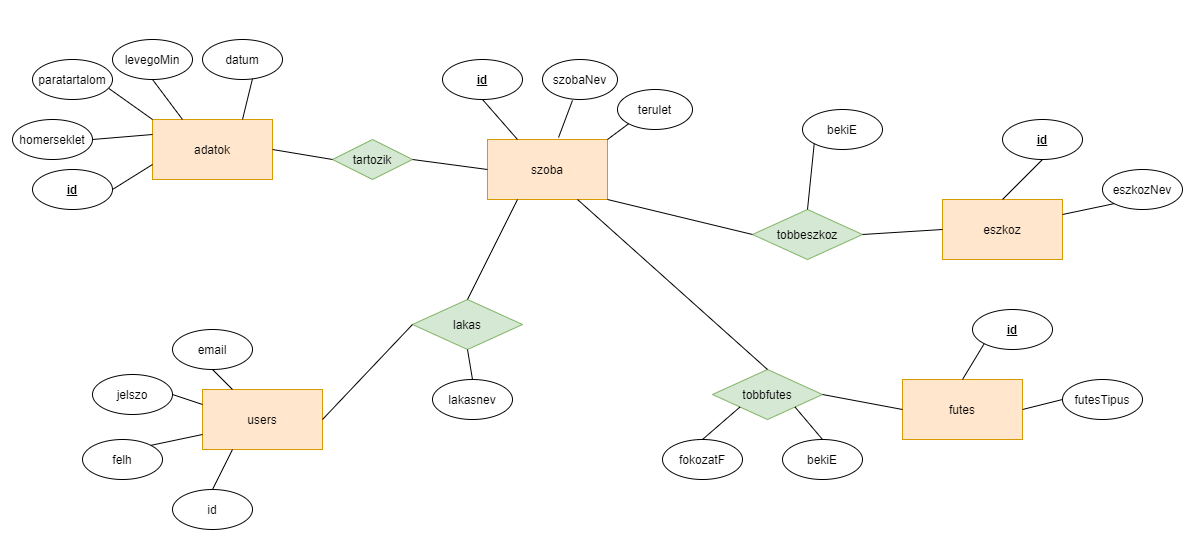 levegoMin
datum
paratartalom
id
szobaNev
terulet
homerseklet
adatok
tartozik
szoba
id
bekiE
id
eszkozNev
tobbeszkoz
eszkoz
lakas
id
email
jelszo
lakasnev
tobbfutes
futes
futesTipus
users
felh
fokozatF
bekiE
id